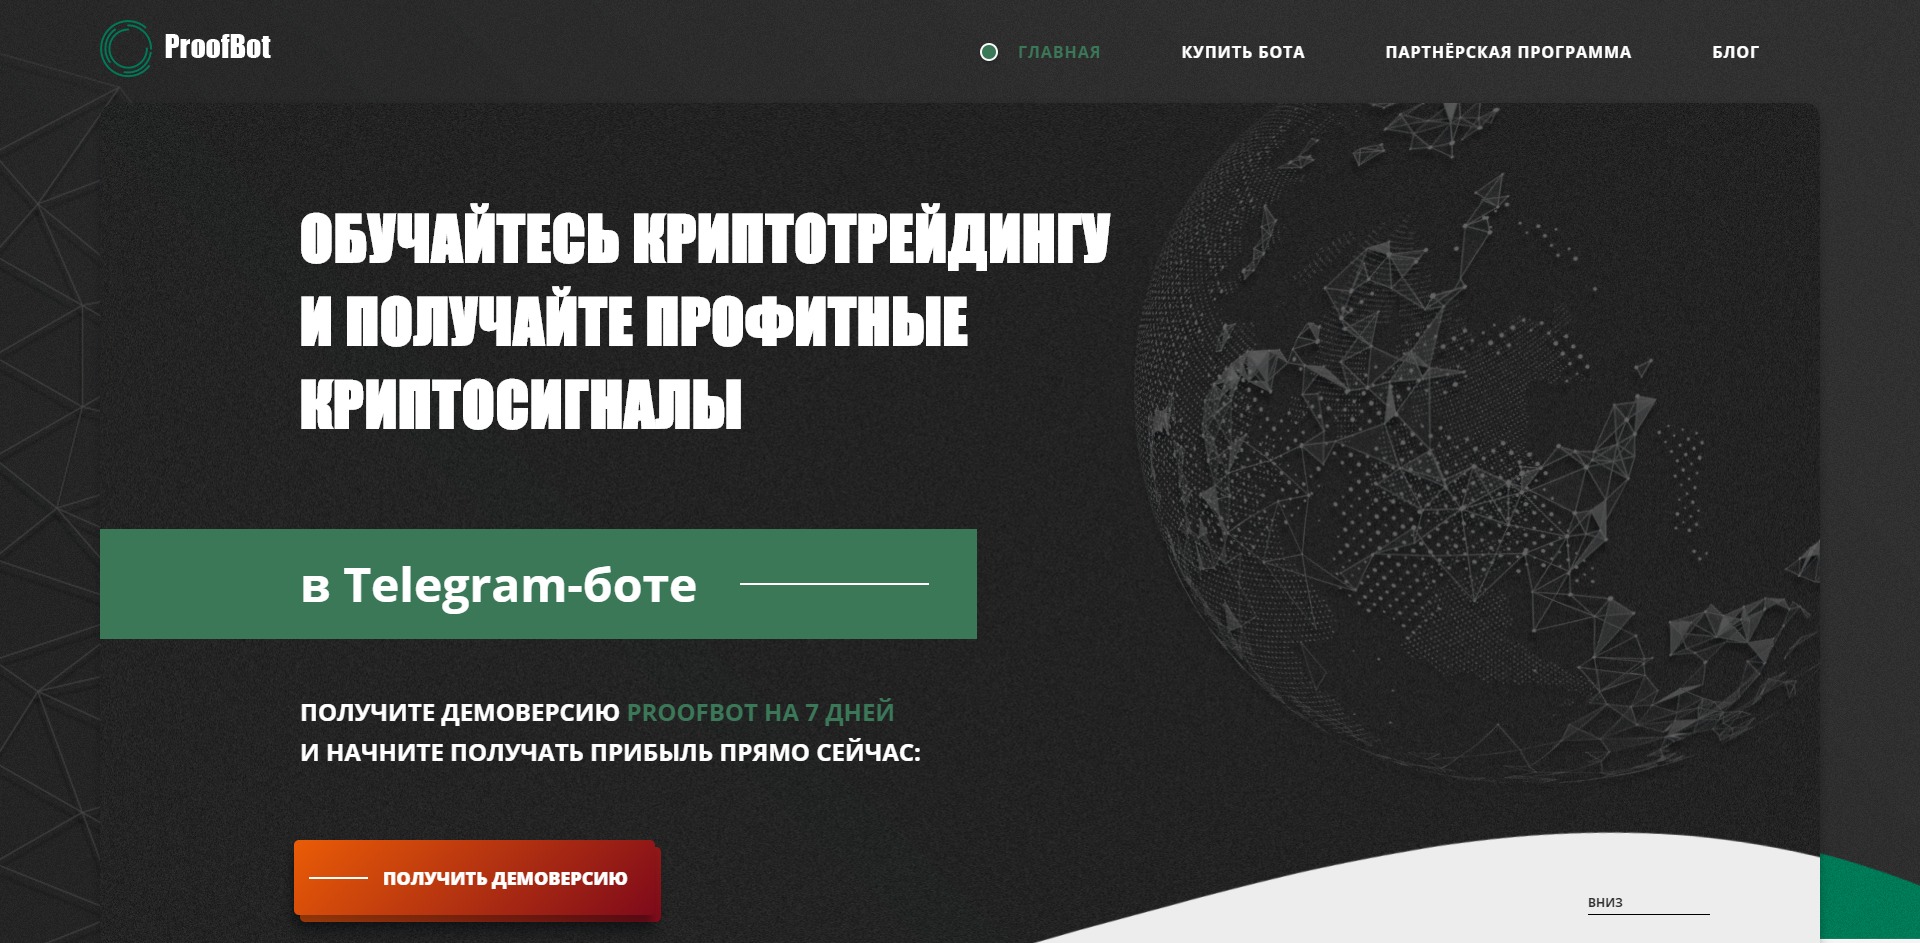 ProofBot
ГЛАВНАЯ
КУПИТЬ БОТА
ПАРТНЁРСКАЯ ПРОГРАММА
БЛОГ
ОБУЧАЙТЕСЬ КРИПТОТРЕЙДИНГУ
И ПОЛУЧАЙТЕ ПРОФИТНЫЕ
КРИПТОСИГНАЛЫ
в Telegram-боте
ПОЛУЧИТЕ ДЕМОВЕРСИЮ PROOFBOT НА 7 ДНЕЙ
И НАЧНИТЕ ПОЛУЧАТЬ ПРИБЫЛЬ ПРЯМО СЕЙЧАС:
ПОЛУЧИТЬ ДЕМОВЕРСИЮ
ВНИЗ